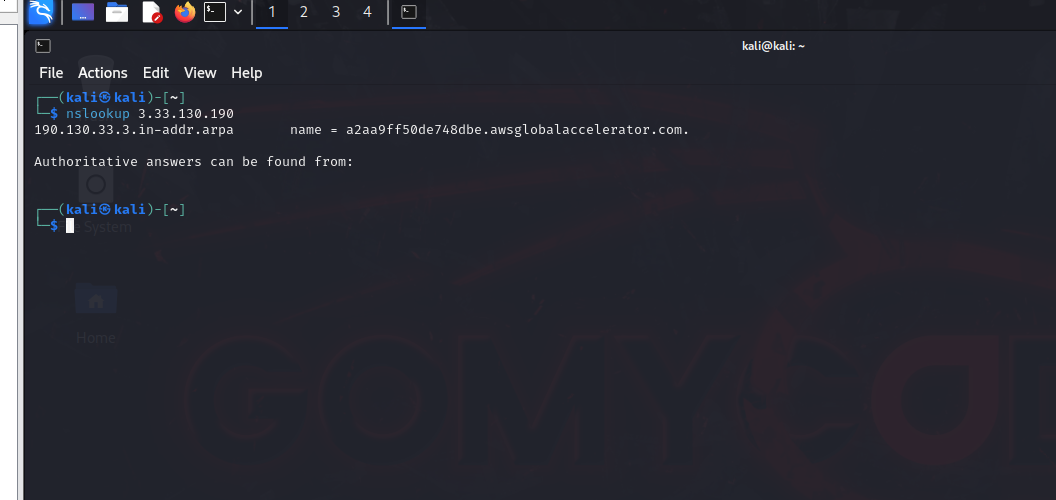 1 2 3 4
kali@kali: ~
File Actions Edit View Help
┌──(kali㉿kali)-[~]
└─$ nslookup 3.33.130.190
190.130.33.3.in-addr.arpa name = a2aa9ff50de748dbe.awsglobalaccelerator.com.
Authoritative answers can be found from:
┌──(kali㉿kali)-[~]
└─$
System
Home
GOMYC